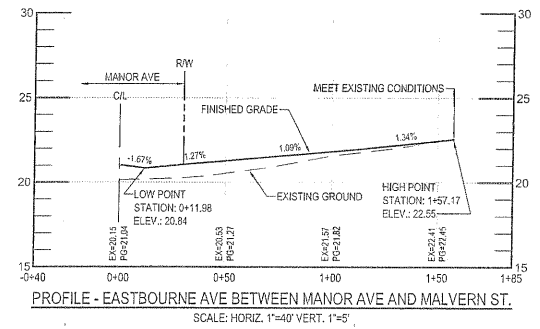 30
30
R/W
MANOR AVE
C/L
MEET EXISTING CONDITIONS
25
25
FINISHED GRADE
-1.67%
1.27%
1.09%
1.34%
LOW POINT
STATION: 0+11.98
ELEV.: 20.84
EXISTING GROUND
HIGH POINT
STATION: 1+57.17
ELEV.: 22.55
20
20
EX=20.15
PG=21.04
EX=20.53
PG=21.27
EX=21.57
PG=21.82
EX=22.41
PG=22.45
15
15
-0+40
0+00
0+50
1+00
1+50
1+85
PROFILE - EASTBOURNE AVE BETWEEN MANOR AVE AND MALVERN ST.
SCALE: HORIZ. 1"=40' VERT. 1"=5'